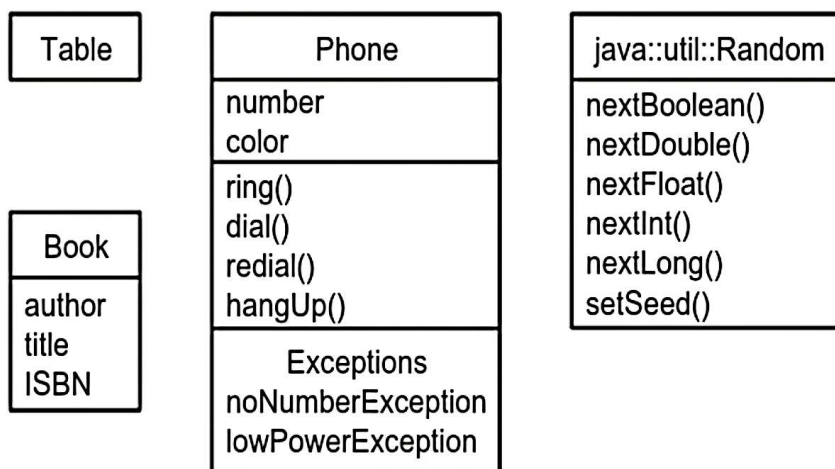 Table
Book
author
title
ISBN
Phone
number
color
ring()
dial()
redial()
hangUp()
Exceptions
noNumberException
lowPowerException
java::util::Random
nextBoolean()
nextDouble()
nextFloat()
nextInt()
nextLong()
setSeed()